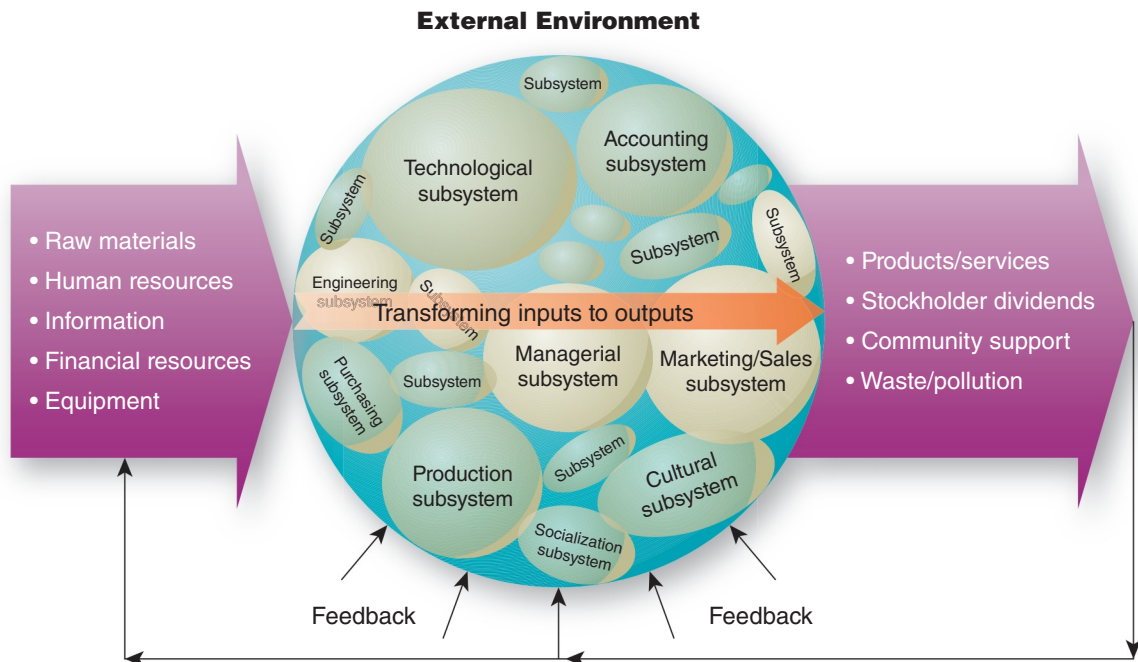 External Environment
• Raw materials
• Human resources
• Information
• Financial resources
• Equipment
Subsystem
Technological
subsystem
Accounting
subsystem
Subsystem
Subsystem
Subsystem
Engineering
subsystem
Subsystem
Transforming inputs to outputs
Managerial
subsystem
Marketing/Sales
subsystem
Purchasing
subsystem
Subsystem
Production
subsystem
Subsystem
Cultural
subsystem
Socialization
subsystem
• Products/services
• Stockholder dividends
• Community support
• Waste/pollution
Feedback
Feedback